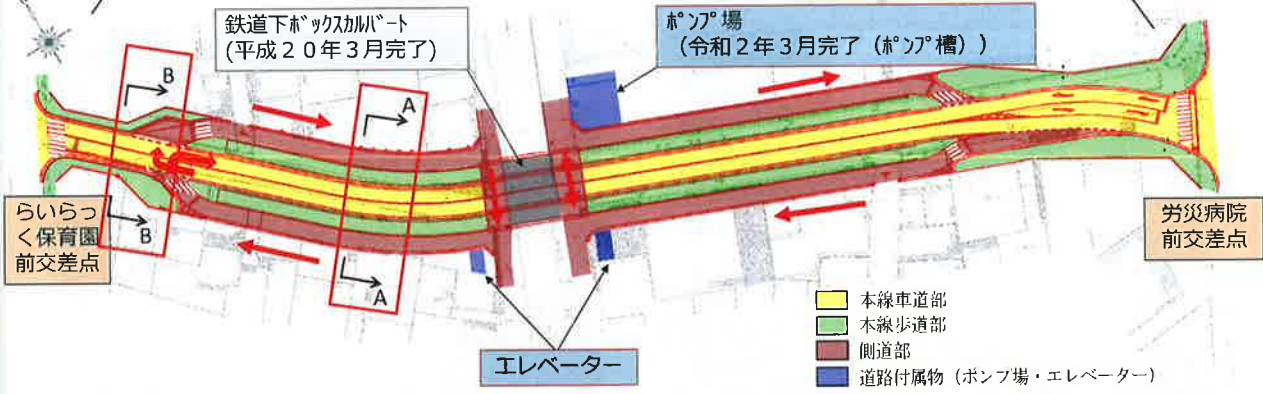 鉄道下ﾎﾞｯｸｽｶﾙﾊﾞｰﾄ
(平成２０年３月完了)
ﾎﾟﾝﾌﾟ場
(令和２年３月完了 (ﾎﾟﾝﾌﾟ槽) )
B
A
B
A
らいらっ
く保育園
前交差点
労災病院
前交差点
エレベーター
本線車道部
本線歩道部
側道部
道路付属物 (ポンプ場・エレベーター)